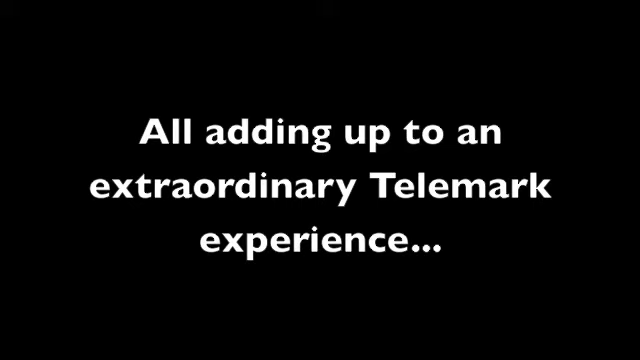 All adding up to an
extraordinary Telemark
experience...